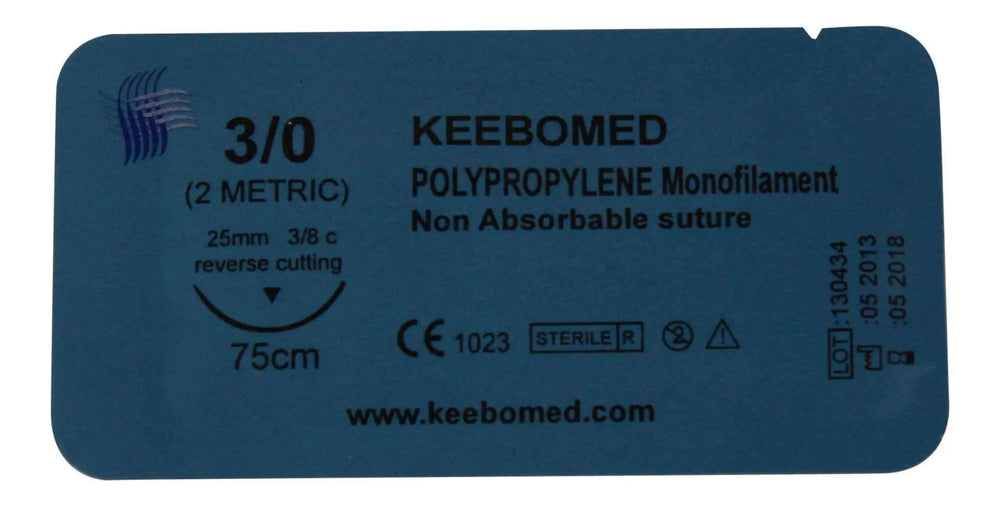 3/0
(2 METRIC)
25mm 3/8 c
reverse cutting
75cm
KEEBOMED
POLYPROPYLENE Monofilament
Non Absorbable suture
CE 1023 STERILE R 2
www.keebomed.com
LOT :130434
:05 2013
:05 2018